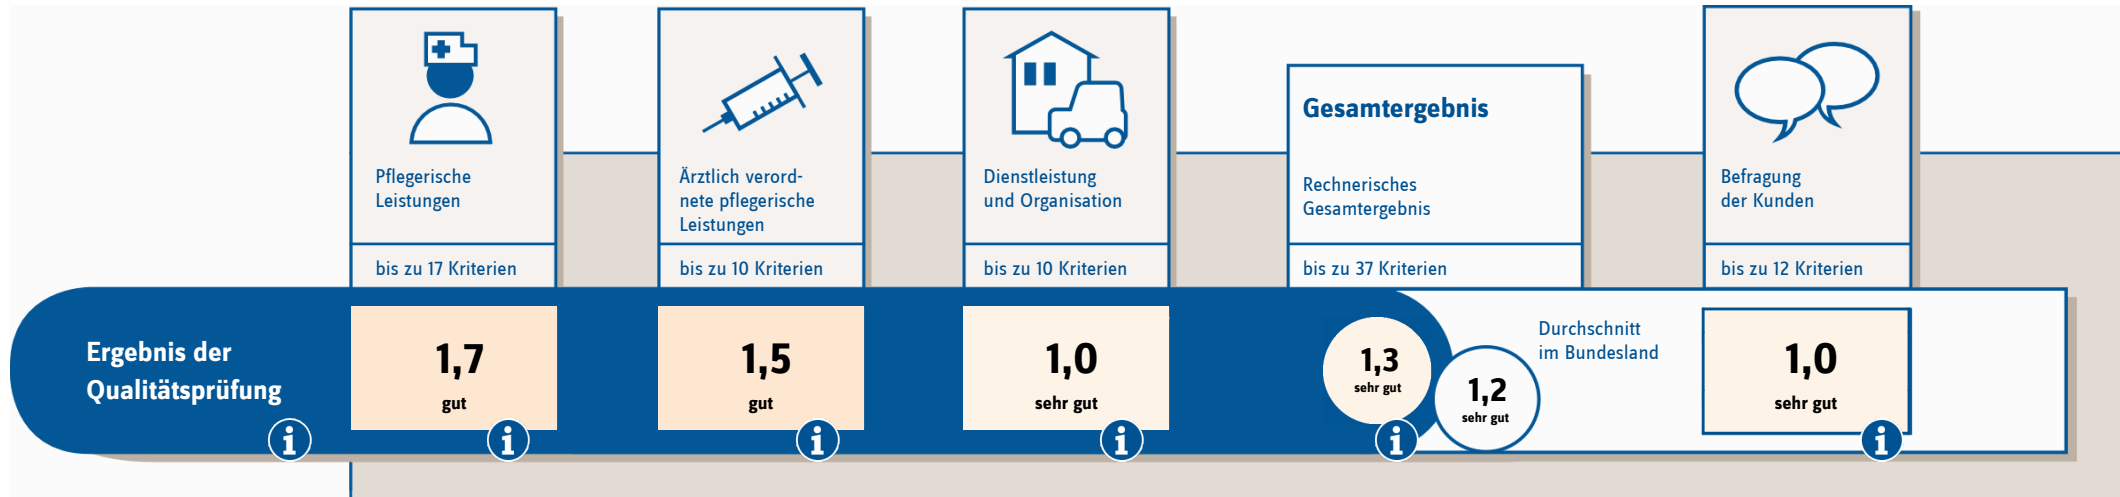 Pflegerische
Leistungen
bis zu 17 Kriterien
Ärztlich verord-
nete pflegerische
Leistungen
bis zu 10 Kriterien
Dienstleistung
und Organisation
bis zu 10 Kriterien
Gesamtergebnis
Rechnerisches
Gesamtergebnis
bis zu 37 Kriterien
Befragung
der Kunden
bis zu 12 Kriterien
Ergebnis der
Qualitätsprüfung
i
1,7
gut
i
1,5
gut
i
1,0
sehr gut
i
1,3
sehr gut
i
1,2
sehr gut
Durchschnitt
im Bundesland
1,0
sehr gut
i